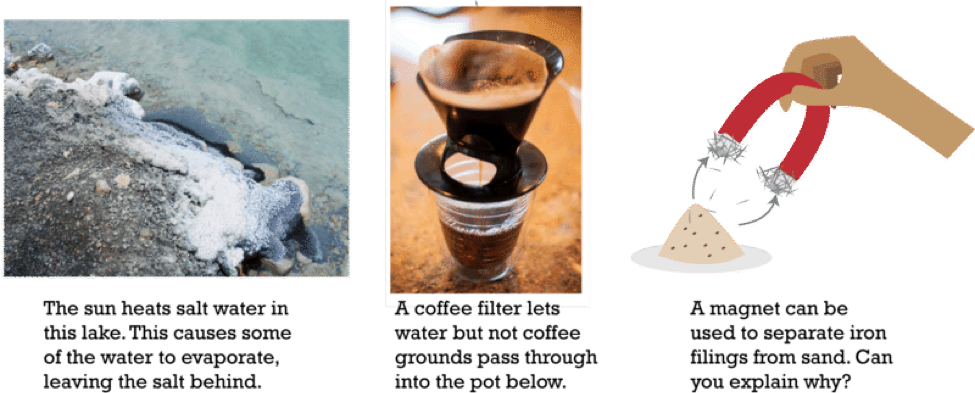 The sun heats salt water in
this lake. This causes some
of the water to evaporate,
leaving the salt behind.
A coffee filter lets
water but not coffee
grounds pass through
into the pot below.
A magnet can be
used to separate iron
filings from sand. Can
you explain why?